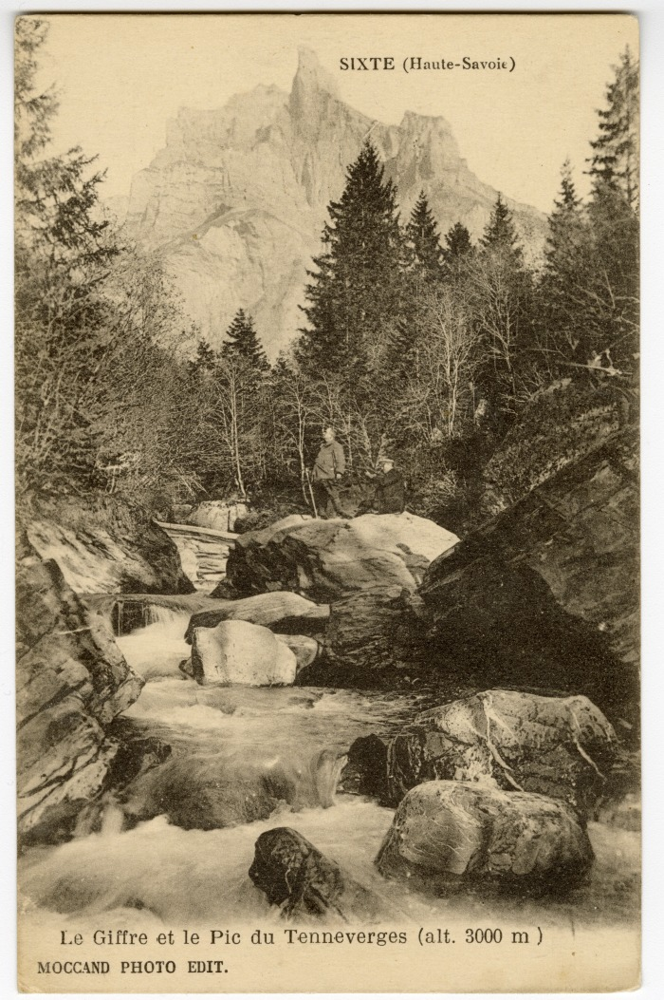 SIXTE (Haute-Savoie)
Le Giffre et le Pic du Tenneverges (alt. 3000 m)
MOCCAND PHOTO EDIT.